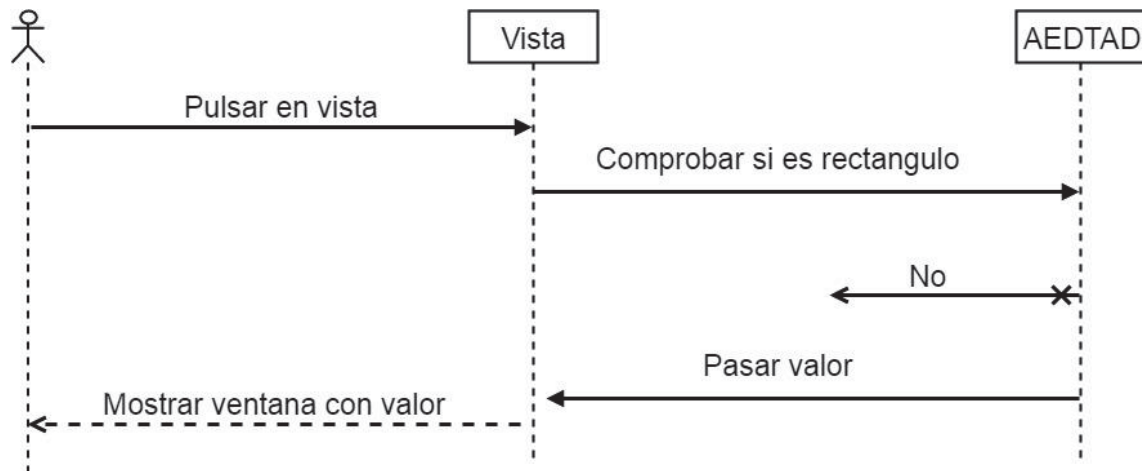 Vista
AEDTAD
Pulsar en vista
Comprobar si es rectangulo
No
Pasar valor
Mostrar ventana con valor